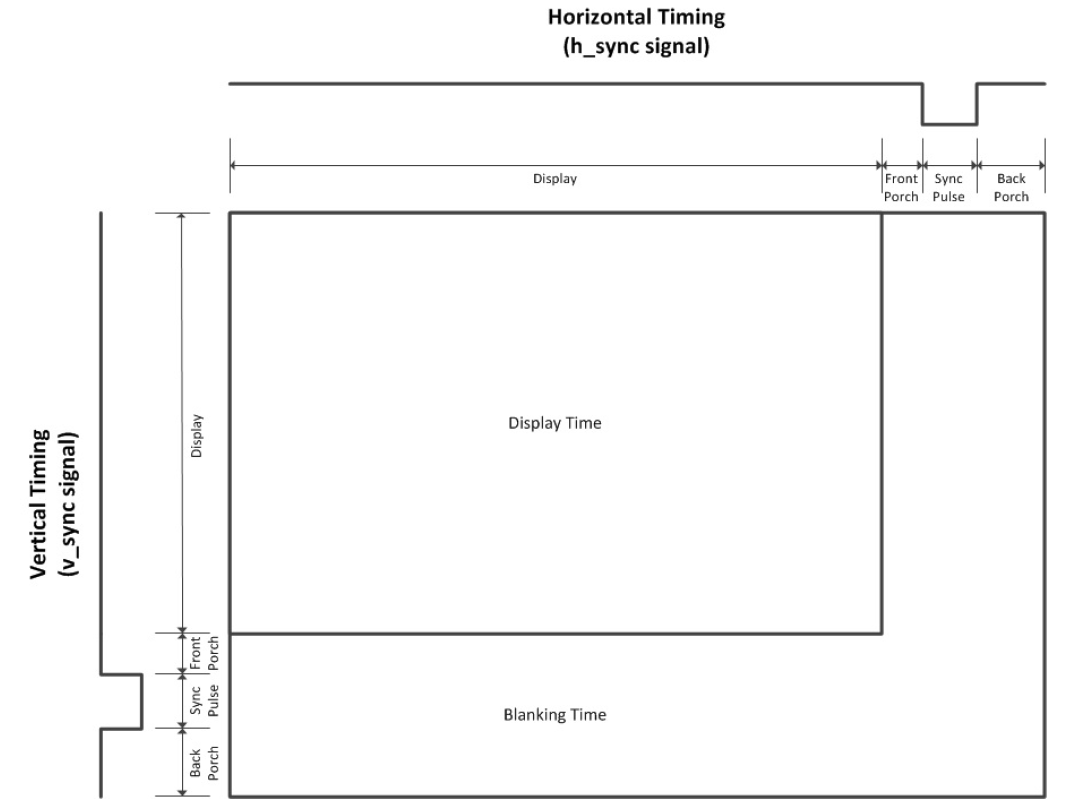 Horizontal Timing
(h_sync signal)
Display
Front
Porch
Sync
Pulse
Back
Porch
Vertical Timing
(v_sync signal)
Display
Display Time
Front
Porch
Sync
Pulse
Blanking Time
Back
Porch